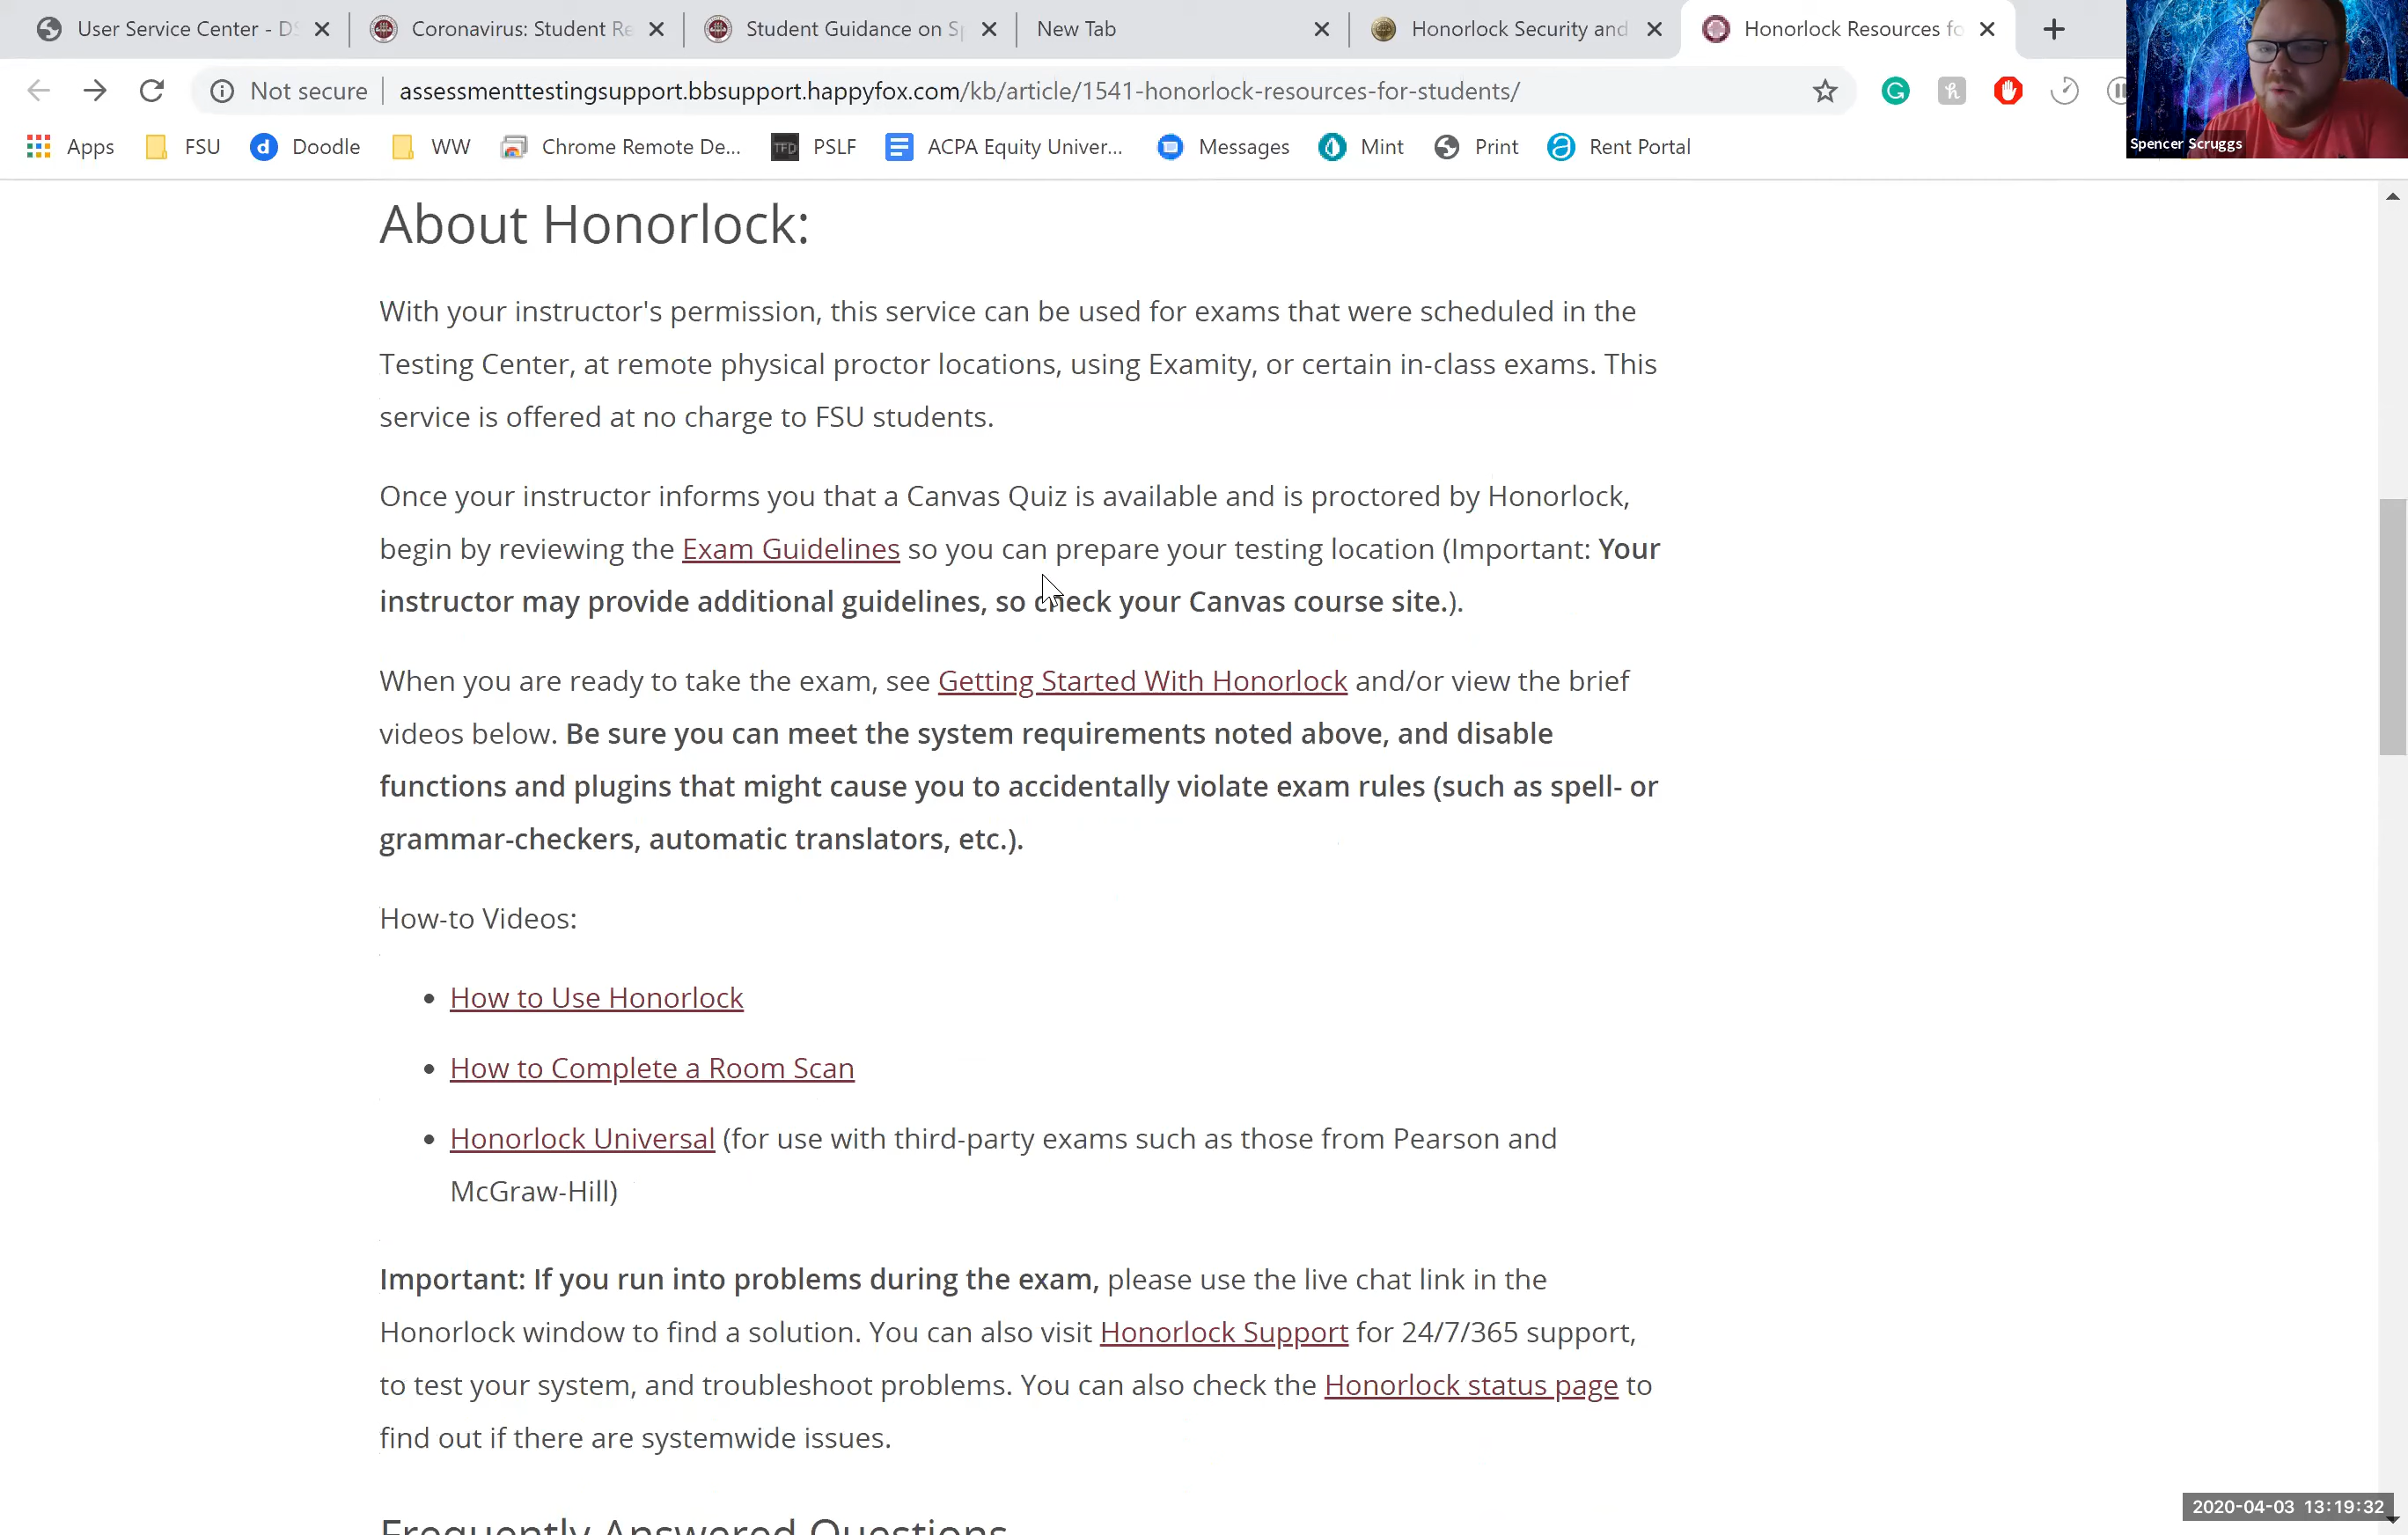 User Service Center - DS
Coronavirus: Student Re
Student Guidance on Sp
New Tab
Honorlock Security and
Honorlock Resources fo
Not secure
assessmenttestingsupport.bbsupport.happyfox.com/kb/article/1541-honorlock-resources-for-students/
Spencer Scruggs
Apps
FSU
Doodle
WW
Chrome Remote De...
PSLF
ACPA Equity Univer...
Messages
Mint
Print
Rent Portal
About Honorlock:
With your instructor's permission, this service can be used for exams that were scheduled in the
Testing Center, at remote physical proctor locations, using Examity, or certain in-class exams. This
service is offered at no charge to FSU students.
Once your instructor informs you that a Canvas Quiz is available and is proctored by Honorlock,
begin by reviewing the Exam Guidelines so you can prepare your testing location (Important: Your
instructor may provide additional guidelines, so check your Canvas course site.).
When you are ready to take the exam, see Getting Started With Honorlock and/or view the brief
videos below. Be sure you can meet the system requirements noted above, and disable
functions and plugins that might cause you to accidentally violate exam rules (such as spell- or
grammar-checkers, automatic translators, etc.).
How-to Videos:
• How to Use Honorlock
• How to Complete a Room Scan
• Honorlock Universal (for use with third-party exams such as those from Pearson and
McGraw-Hill)
Important: If you run into problems during the exam, please use the live chat link in the
Honorlock window to find a solution. You can also visit Honorlock Support for 24/7/365 support,
to test your system, and troubleshoot problems. You can also check the Honorlock status page to
find out if there are systemwide issues.
Frequently Answered Questions
2020-04-03 13:19:32